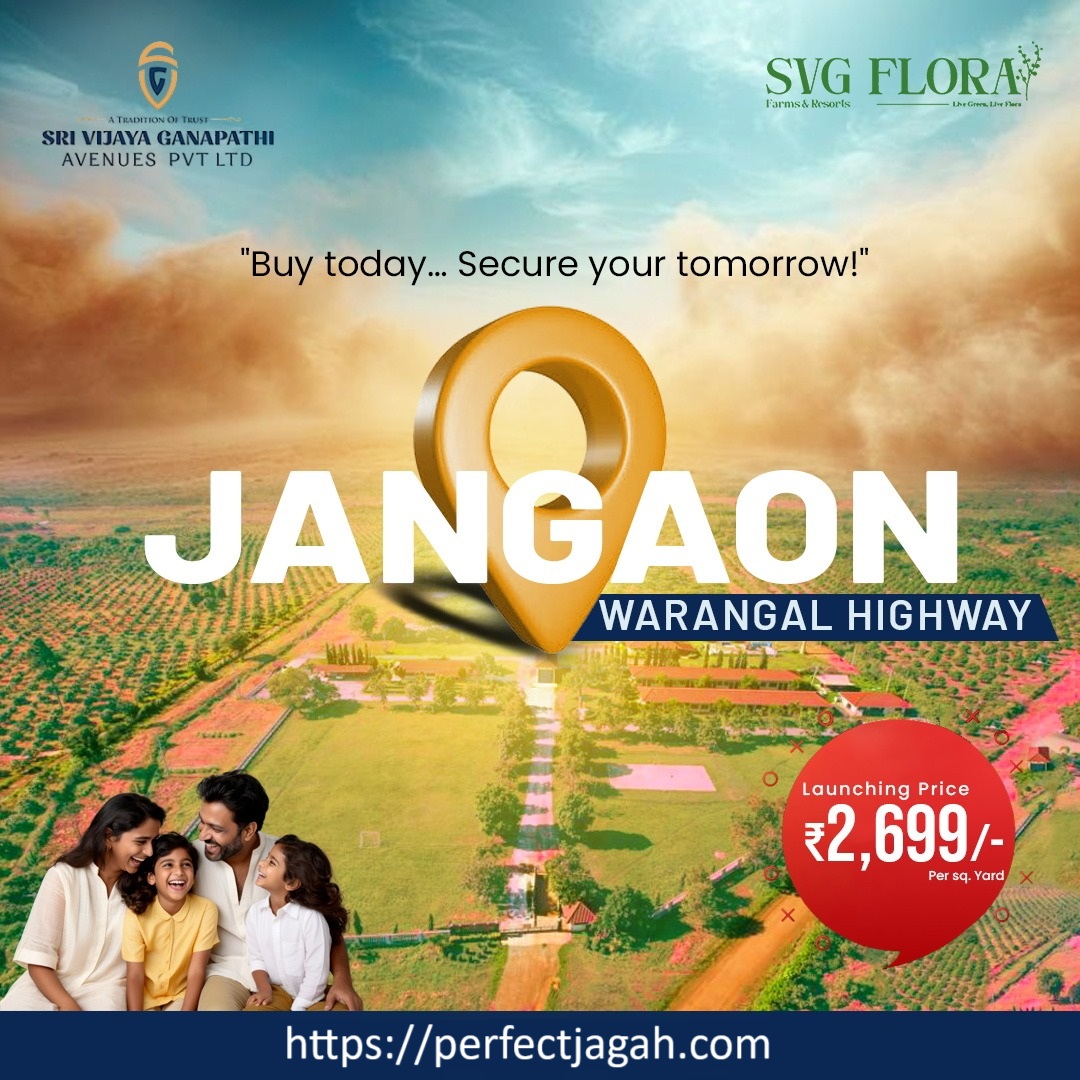 A TRADITION OF TRUST
SRI VIJAYA GANAPATHI
AVENUES PVT LTD
SVG FLORA
Farms & Resorts
Live Green, Live Flora
"Buy today... Secure your tomorrow!"
JANGAON
WARANGAL HIGHWAY
Launching Price
₹2,699/-
Per sq. Yard
https://perfectjagah.com